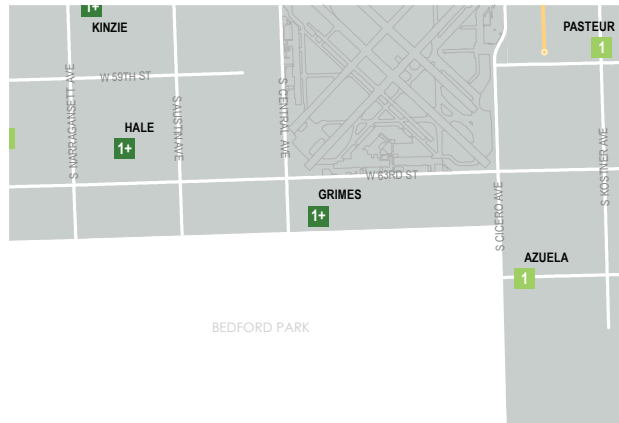 1+
KINZIE
PASTEUR
1
W 59TH ST
S NARRAGANSETT AVE
S AUSTIN AVE
S CENTRAL AVE
HALE
1+
S KOSTNER AVE
W 63RD ST
GRIMES
1+
S CICERO AVE
AZUELA
1
BEDFORD PARK